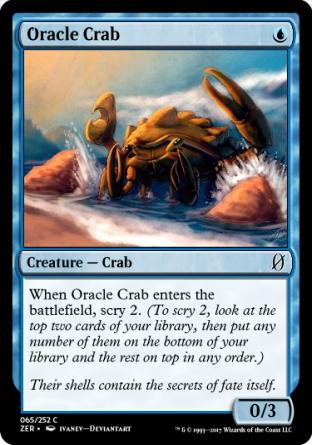 Oracle Crab
Creature — Crab
When Oracle Crab enters the
battlefield, scry 2. (To scry 2, look at the
top two cards of your library, then put any
number of them on the bottom of your
library and the rest on top in any order.)
Their shells contain the secrets of fate itself.
0/3
065/252 C
ZER • IVANEV—DEVIANTART
™ & © 1993–2017 Wizards of the Coast LLC